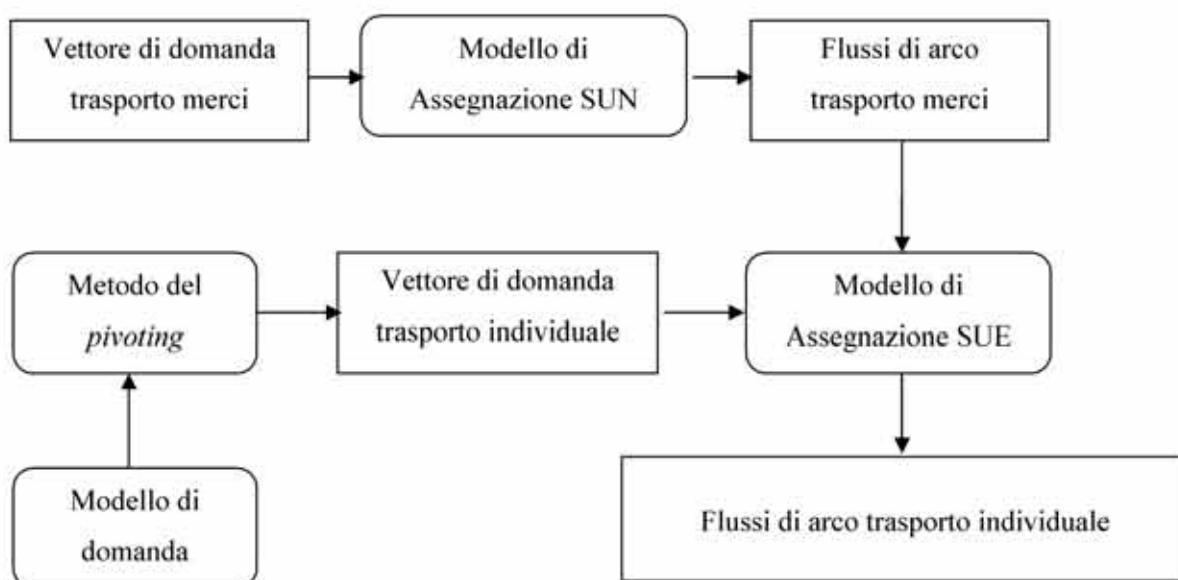 Vettore di domanda
trasporto merci
Modello di
Assegnazione SUN
Flussi di arco
trasporto merci
Metodo del
pivoting
Vettore di domanda
trasporto individuale
Modello di
Assegnazione SUE
Modello di
domanda
Flussi di arco trasporto individuale